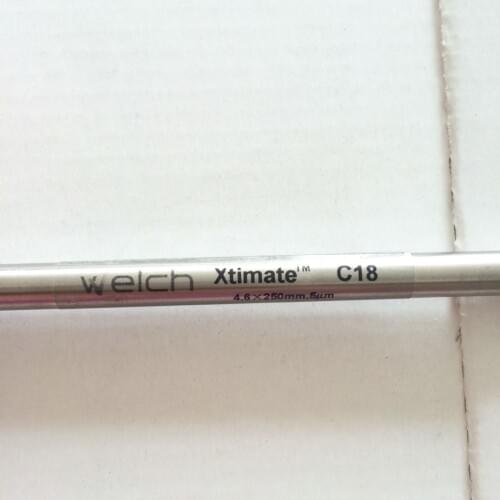 welch Xtimate™ C18
4.6×250mm,5μm